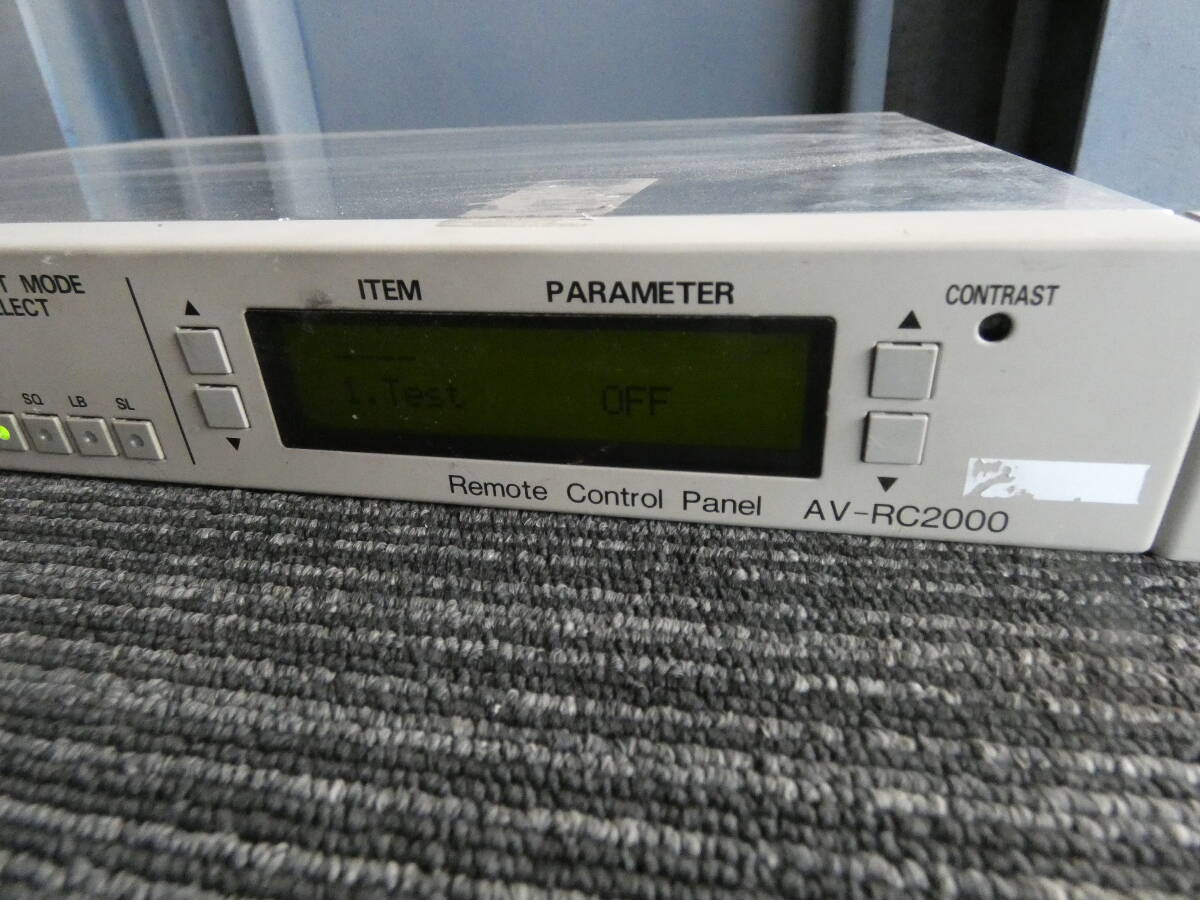 T MODE
ELECT
ITEM
PARAMETER
CONTRAST
SQ
LB
SL
1.Test OFF
Remote Control Panel AV-RC2000